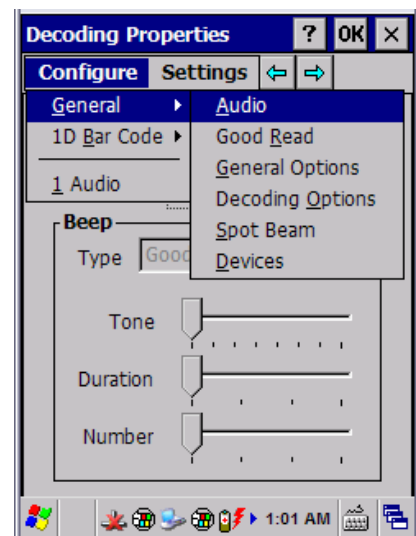 Decoding Properties ? OK ×
Configure Settings
General Audio
1D Bar Code Good Read
General Options
1 Audio Decoding Options
Beep Spot Beam
Type Devices
Tone
Duration
Number
1:01 AM